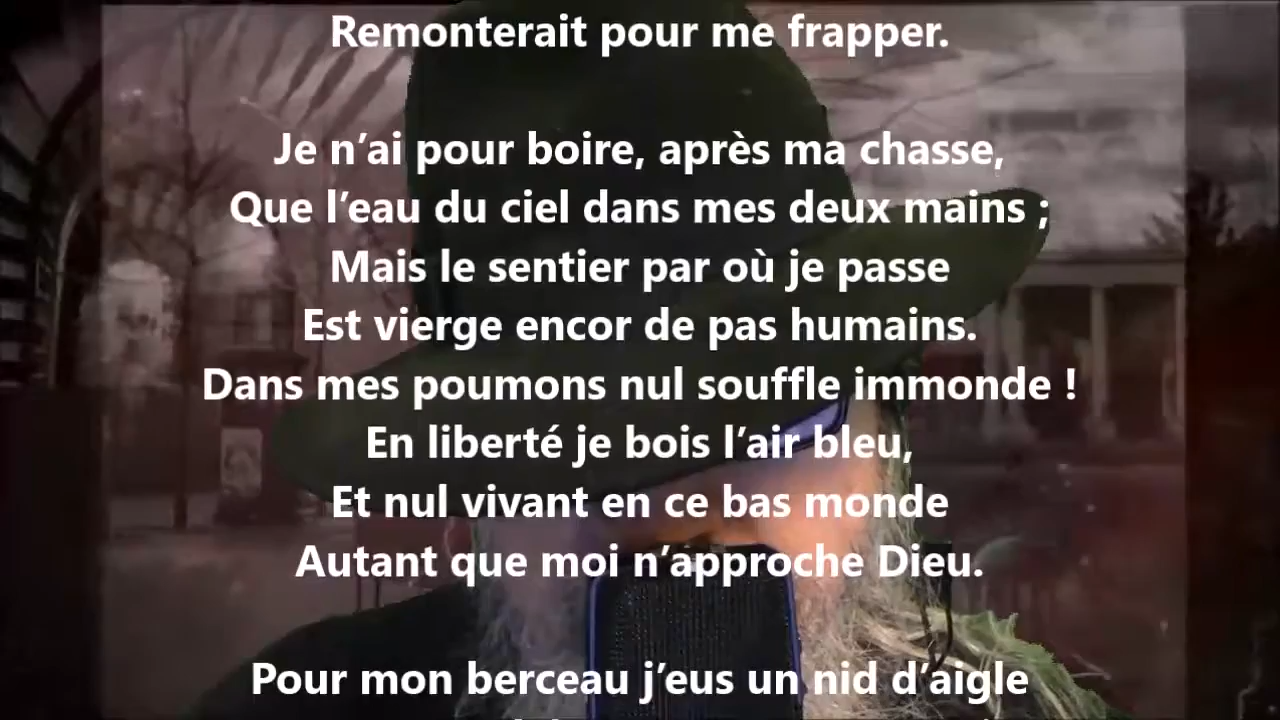 Remonterait pour me frapper.
Je n’ai pour boire, après ma chasse,
Que l’eau du ciel dans mes deux mains ;
Mais le sentier par où je passe
Est vierge encor de pas humains.
Dans mes poumons nul souffle immonde !
En liberté je bois l’air bleu,
Et nul vivant en ce bas monde
Autant que moi n’approche Dieu.
Pour mon berceau j’eus un nid d’aigle